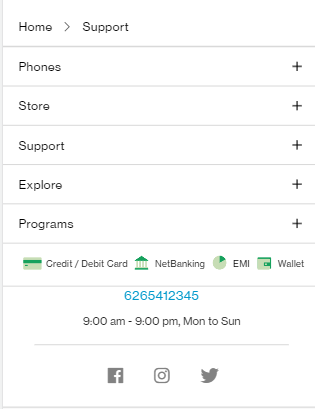 Home > Support
Phones +
Store +
Support +
Explore +
Programs +
Credit / Debit Card NetBanking EMI Wallet
6265412345
9:00 am - 9:00 pm, Mon to Sun